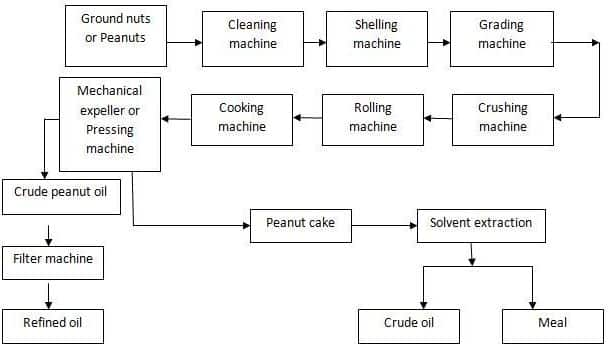 Ground nuts
or Peanuts
Cleaning
machine
Shelling
machine
Grading
machine
Crushing
machine
Rolling
machine
Cooking
machine
Mechanical
expeller or
Pressing
machine
Crude peanut oil
Filter machine
Refined oil
Peanut cake
Solvent extraction
Crude oil
Meal